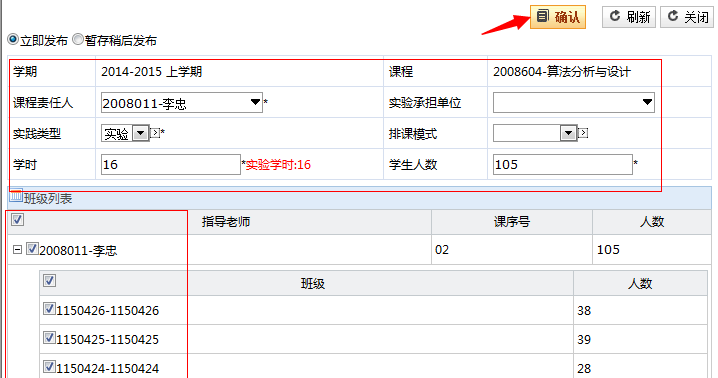 确认 刷新 关闭
立即发布 暂存稍后发布
学期 2014-2015 上学期 课程 2008604-算法分析与设计
课程责任人 2008011-李忠 * 实验承担单位
实践类型 实验 * 排课模式
学时 16 *实验学时:16 学生人数 105 *
班级列表
指导老师 课序号 人数
2008011-李忠 02 105
班级 人数
1150426-1150426 38
1150425-1150425 39
1150424-1150424 28